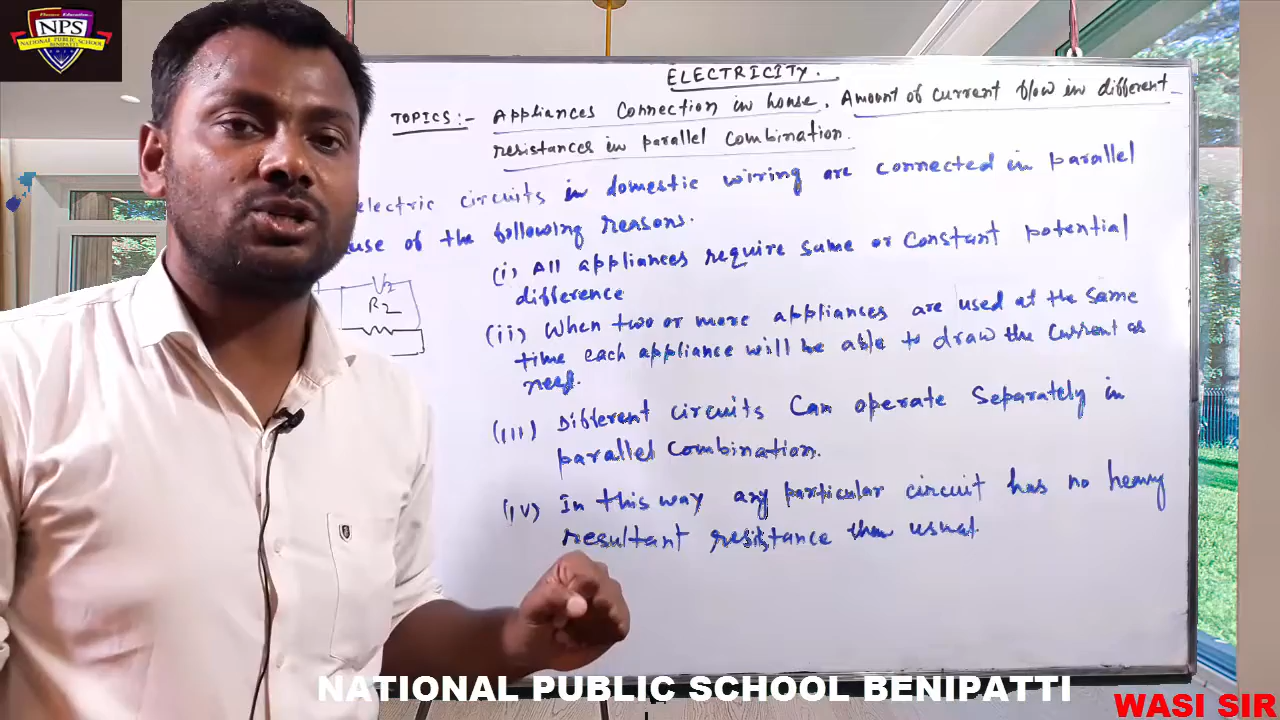 Phoenix Education...
NPS
NATIONAL PUBLIC SCHOOL
BENIPATTI
ELECTRICITY.
TOPICS:- Appliances Connection in house, Amount of current flow in different
resistances in parallel Combination.
electric circuits in domestic wiring are connected in parallel
use of the following reasons.
(i) All appliances require same or Constant potential
difference
V2
R2
(ii) When two or more appliances are used at the same
time each appliance will be able to draw the Current as
need.
(iii) Different circuits Can operate Separately in
parallel Combination.
(iv) In this way any particular circuit has no heavy
resultant resistance than usual.
NATIONAL PUBLIC SCHOOL BENIPATTI
WASI SIR